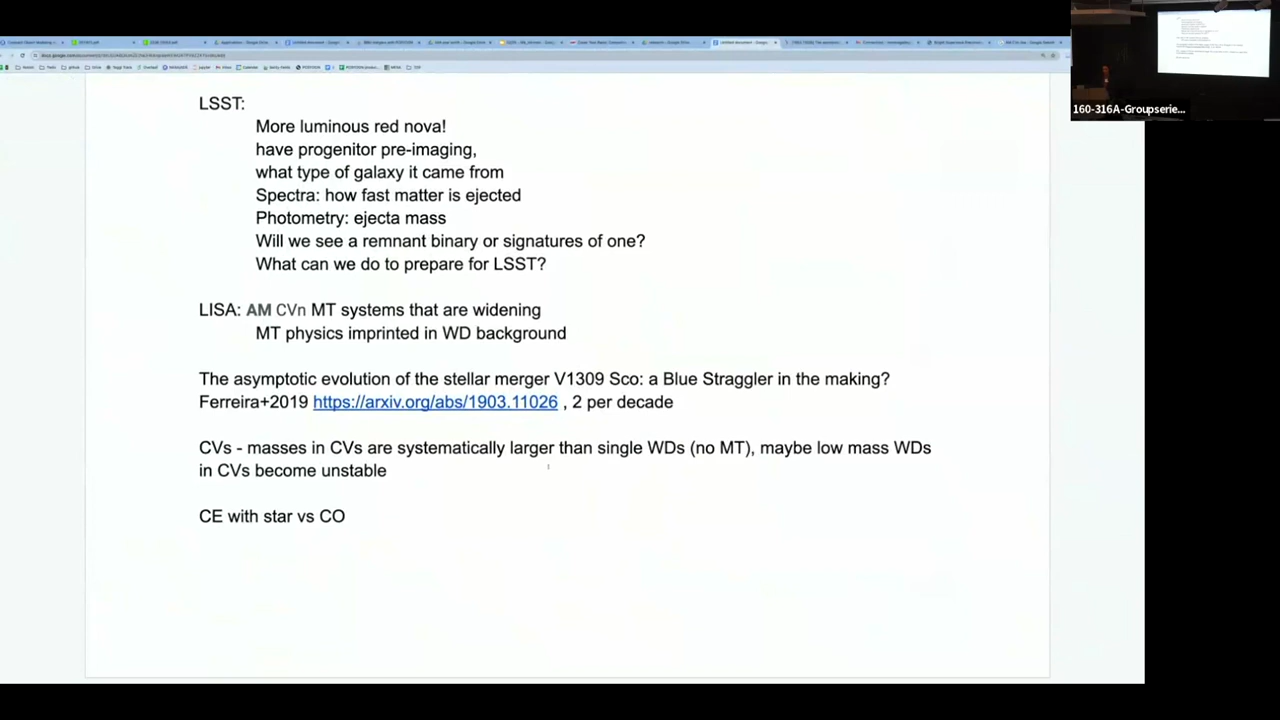 LSST:
More luminous red nova!
have progenitor pre-imaging,
what type of galaxy it came from
Spectra: how fast matter is ejected
Photometry: ejecta mass
Will we see a remnant binary or signatures of one?
What can we do to prepare for LSST?
LISA: AM CVn MT systems that are widening
MT physics imprinted in WD background
The asymptotic evolution of the stellar merger V1309 Sco: a Blue Straggler in the making?
Ferreira+2019 https://arxiv.org/abs/1903.11026 , 2 per decade
CVs - masses in CVs are systematically larger than single WDs (no MT), maybe low mass WDs
in CVs become unstable
CE with star vs CO
160-316A-Groupserie...